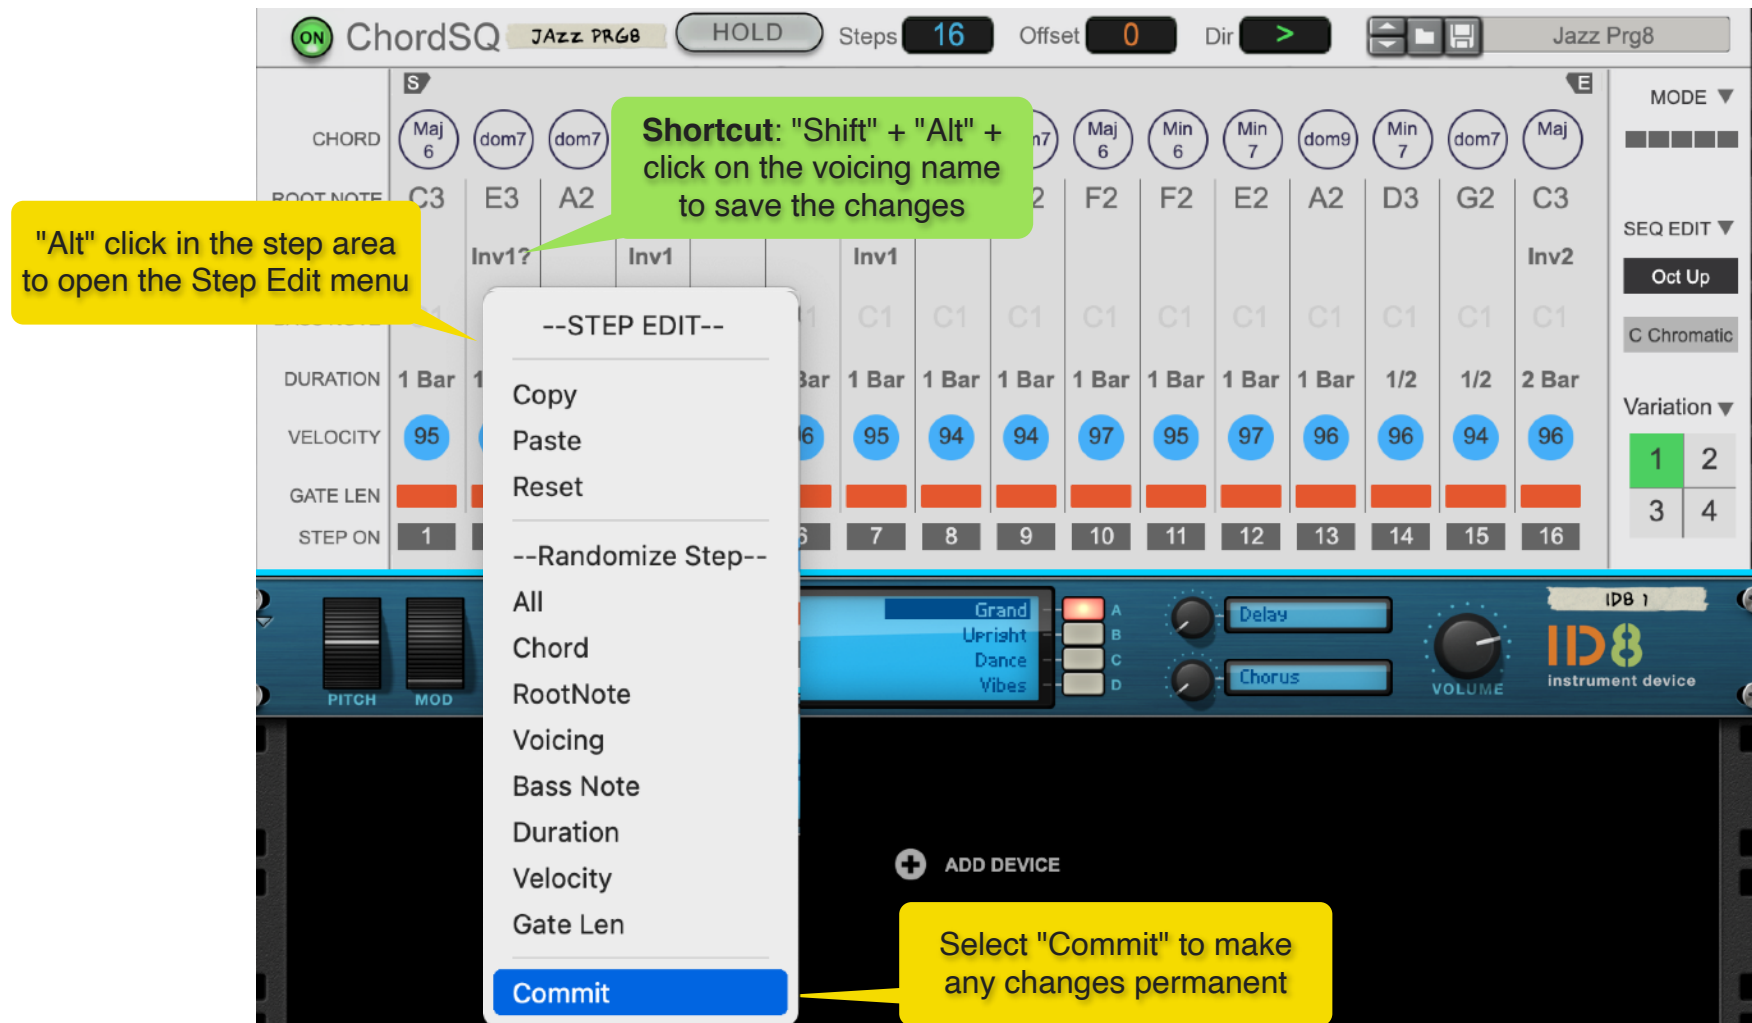 ON ChordSQ JAZZ PRG8 HOLD Steps 16 Offset 0 Dir > Jazz Prg8
S E
MODE
CHORD Maj 6 dom7 dom7 Maj 6 Min 6 Min 7 dom9 Min 7 dom7 Maj
Shortcut: "Shift" + "Alt" +
click on the voicing name
to save the changes
ROOT NOTE C3 E3 A2 F2 F2 E2 A2 D3 G2 C3
"Alt" click in the step area
to open the Step Edit menu
SEQ EDIT
Inv1? Inv1 Inv1 Inv2
Oct Up
C1 C1 C1 C1 C1 C1 C1 C1 C1 C1
C Chromatic
DURATION 1 Bar 1 Bar 1 Bar 1 Bar 1 Bar 1 Bar 1 Bar 1 Bar 1/2 1/2 2 Bar
Variation
VELOCITY 95 95 94 94 97 95 97 96 96 94 96
1 2
GATE LEN
3 4
STEP ON 1 7 8 9 10 11 12 13 14 15 16
--STEP EDIT--
Copy
Paste
Reset
--Randomize Step--
All
Chord
RootNote
Voicing
Bass Note
Duration
Velocity
Gate Len
Commit
PITCH MOD
Grand A
Upright B
Dance C
Vibes D
Delay
Chorus
VOLUME
ID8 1
ID8
instrument device
ADD DEVICE
Select "Commit" to make
any changes permanent